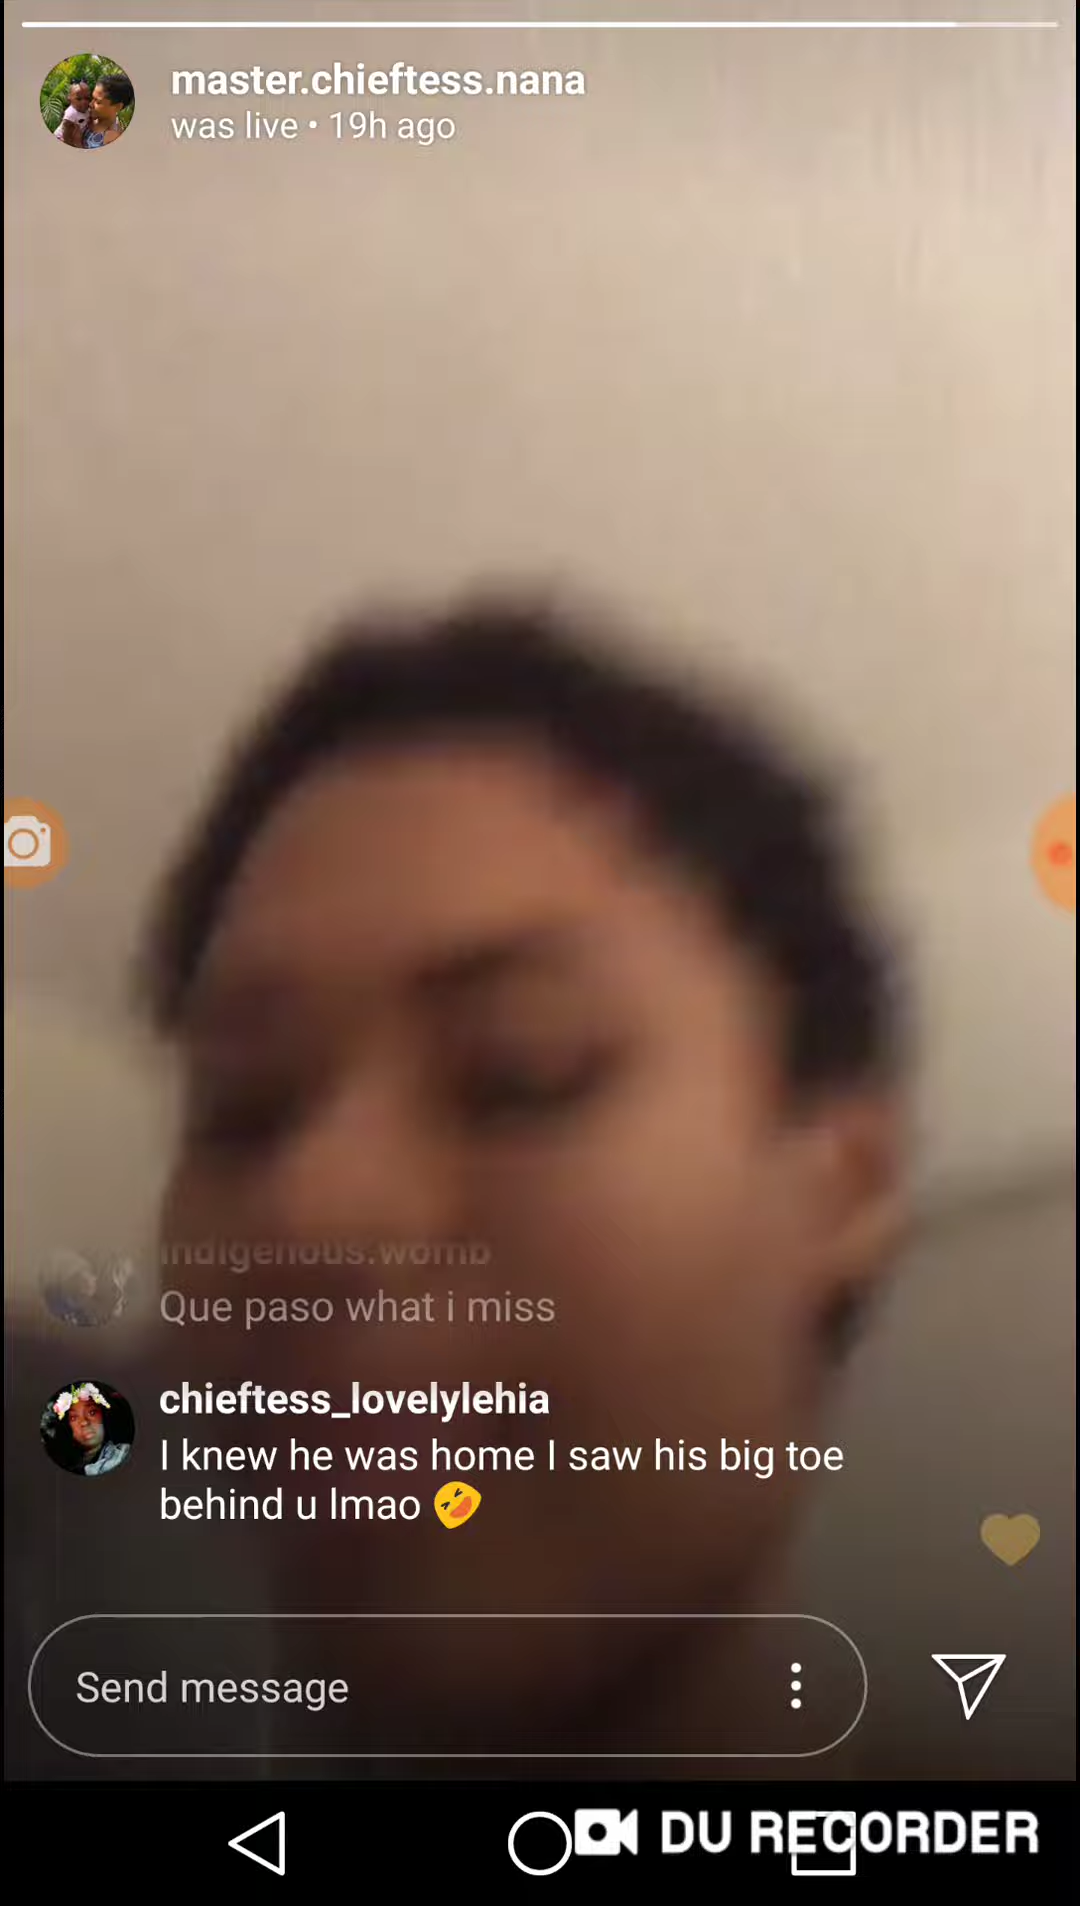 master.chieftess.nana
was live • 19h ago
indigenous.womb
Que paso what i miss
chieftess_lovelylehia
I knew he was home I saw his big toe
behind u lmao 🤣
Send message
DU RECORDER